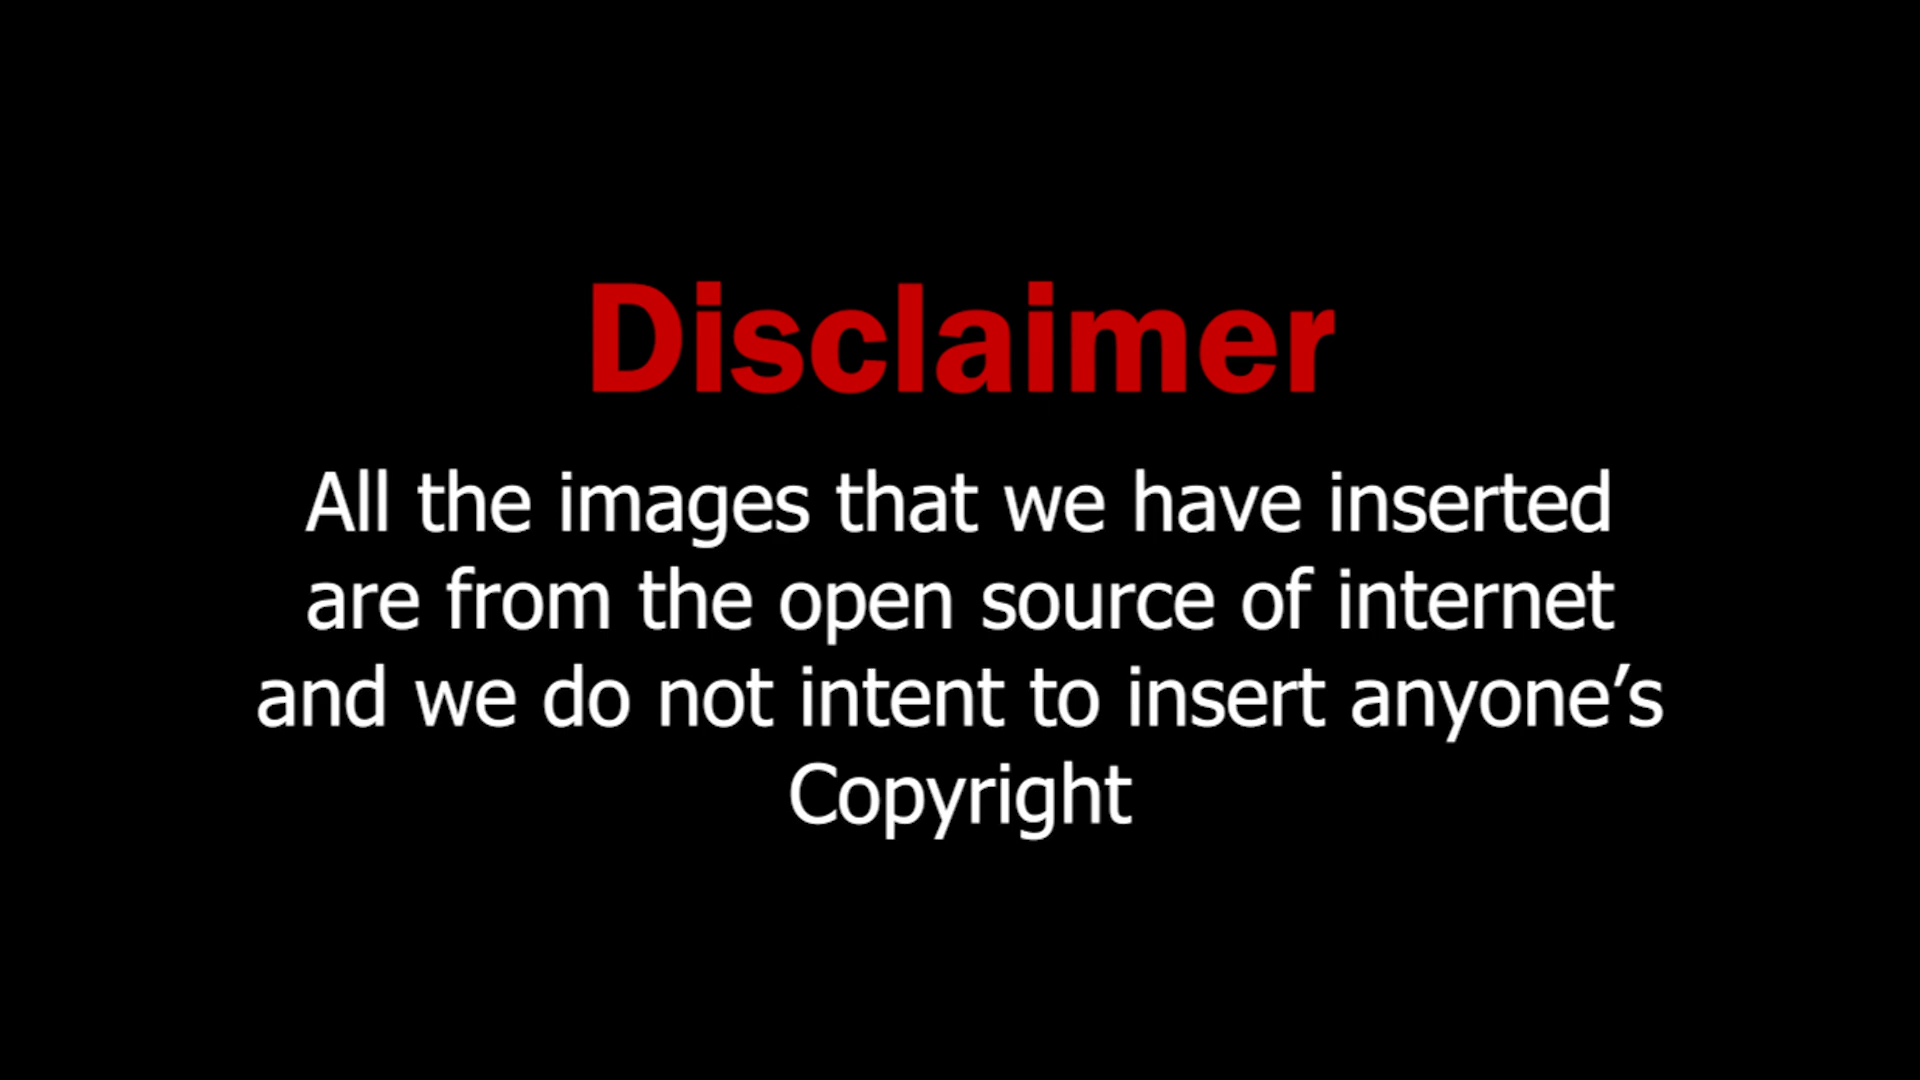 Disclaimer
All the images that we have inserted
are from the open source of internet
and we do not intent to insert anyone’s
Copyright